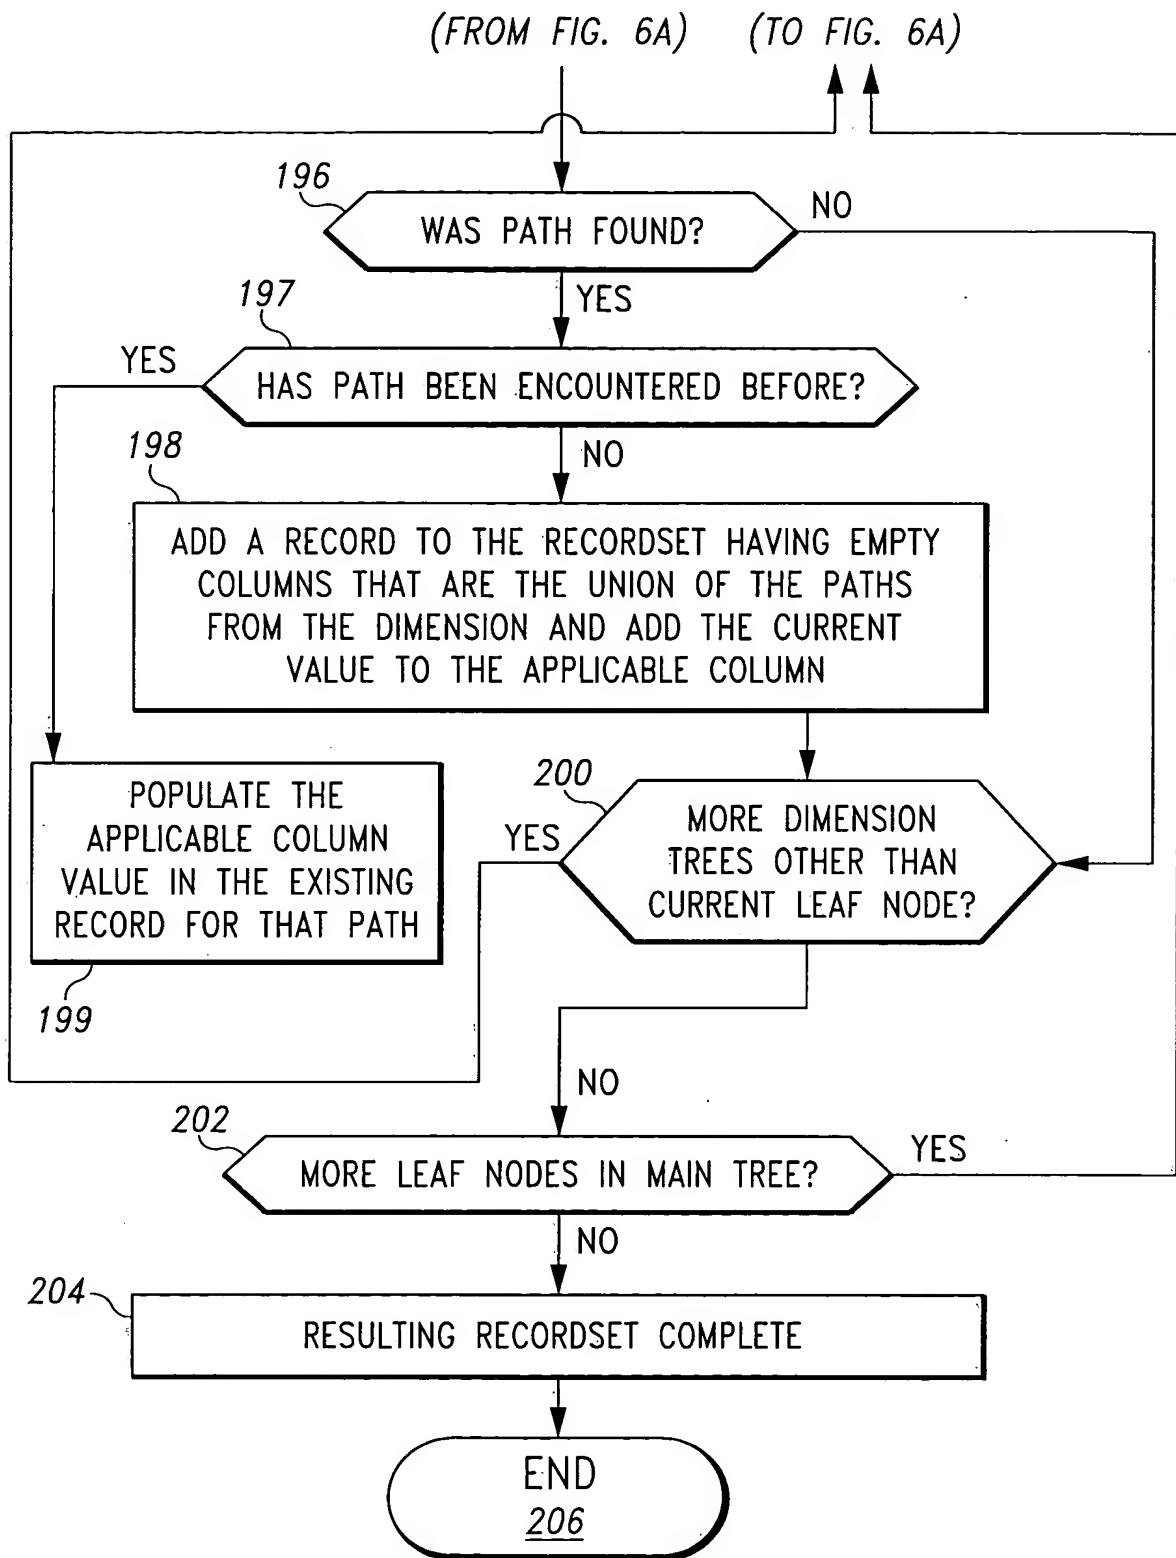 (FROM FIG. 6A) (TO FIG. 6A)
196
WAS PATH FOUND?
NO
YES
197
YES
HAS PATH BEEN ENCOUNTERED BEFORE?
NO
198
ADD A RECORD TO THE RECORDSET HAVING EMPTY
COLUMNS THAT ARE THE UNION OF THE PATHS
FROM THE DIMENSION AND ADD THE CURRENT
VALUE TO THE APPLICABLE COLUMN
POPULATE THE
APPLICABLE COLUMN
VALUE IN THE EXISTING
RECORD FOR THAT PATH
199
200
YES
MORE DIMENSION
TREES OTHER THAN
CURRENT LEAF NODE?
NO
202
MORE LEAF NODES IN MAIN TREE?
YES
NO
204
RESULTING RECORDSET COMPLETE
END
206